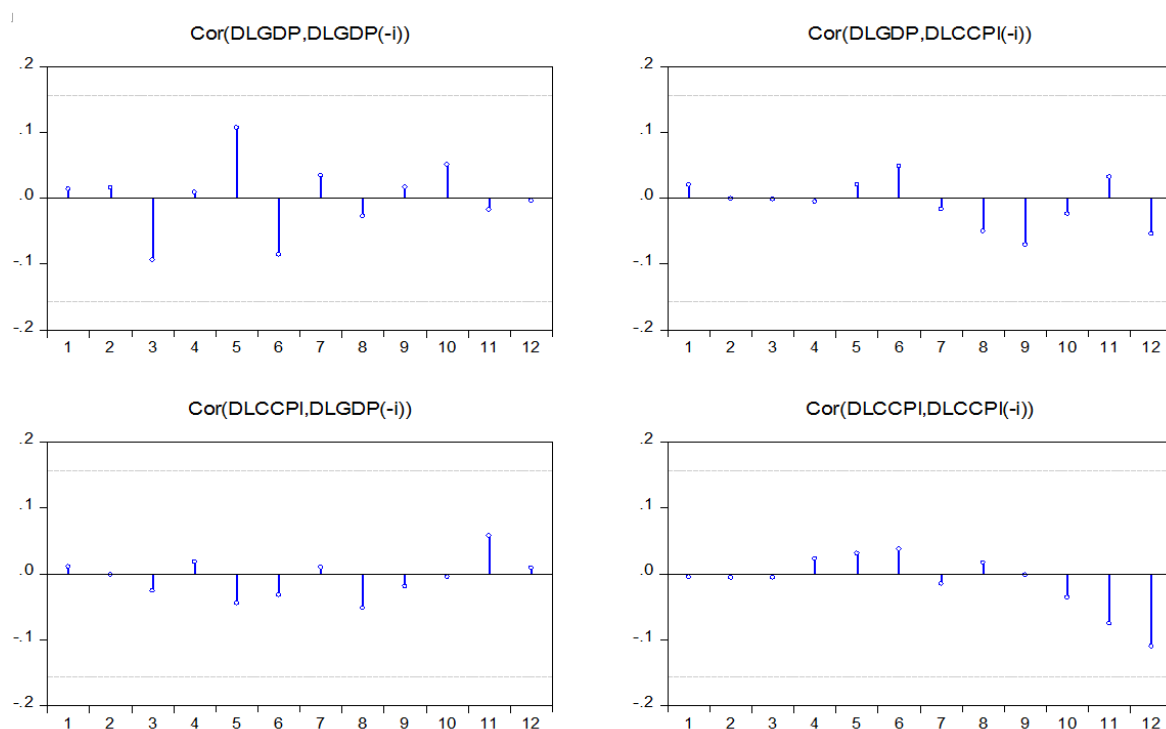 Cor(DLGDP,DLGDP(-i))
.2
.1
.0
-.1
-.2
1 2 3 4 5 6 7 8 9 10 11 12
Cor(DLGDP,DLCCPI(-i))
.2
.1
.0
-.1
-.2
1 2 3 4 5 6 7 8 9 10 11 12
Cor(DLCCPI,DLGDP(-i))
.2
.1
.0
-.1
-.2
1 2 3 4 5 6 7 8 9 10 11 12
Cor(DLCCPI,DLCCPI(-i))
.2
.1
.0
-.1
-.2
1 2 3 4 5 6 7 8 9 10 11 12